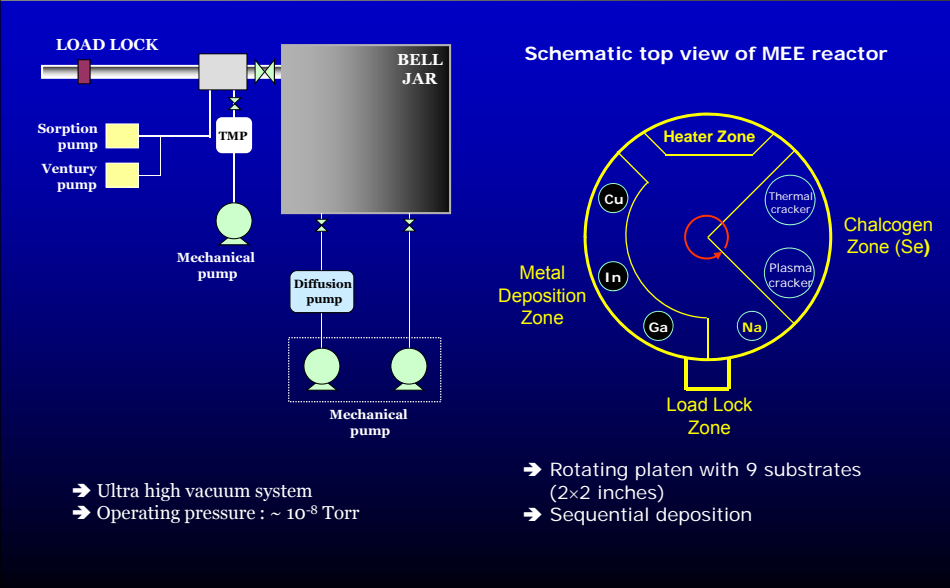 LOAD LOCK
BELL
JAR
Sorption
pump
TMP
Ventury
pump
Mechanical
pump
Diffusion
pump
Mechanical
pump
➔ Ultra high vacuum system
➔ Operating pressure : ~ 10⁻⁸ Torr
Schematic top view of MEE reactor
Heater Zone
Cu
Thermal
cracker
Chalcogen
Zone (Se)
Metal
Deposition
Zone
In
Plasma
cracker
Ga
Na
Load Lock
Zone
➔ Rotating platen with 9 substrates
(2×2 inches)
➔ Sequential deposition